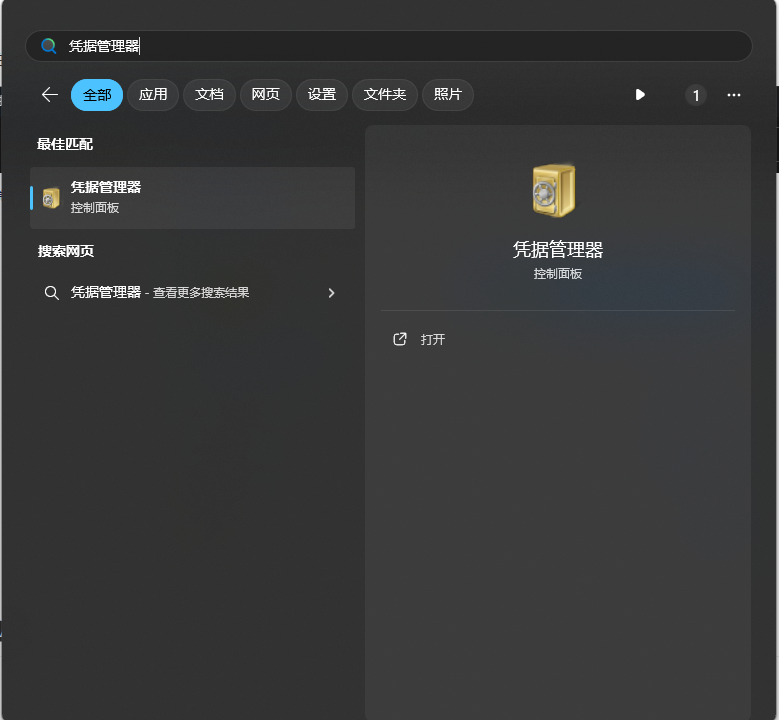 凭据管理器
全部 应用 文档 网页 设置 文件夹 照片 1
最佳匹配
凭据管理器
控制面板
搜索网页
凭据管理器 - 查看更多搜索结果
凭据管理器
控制面板
打开